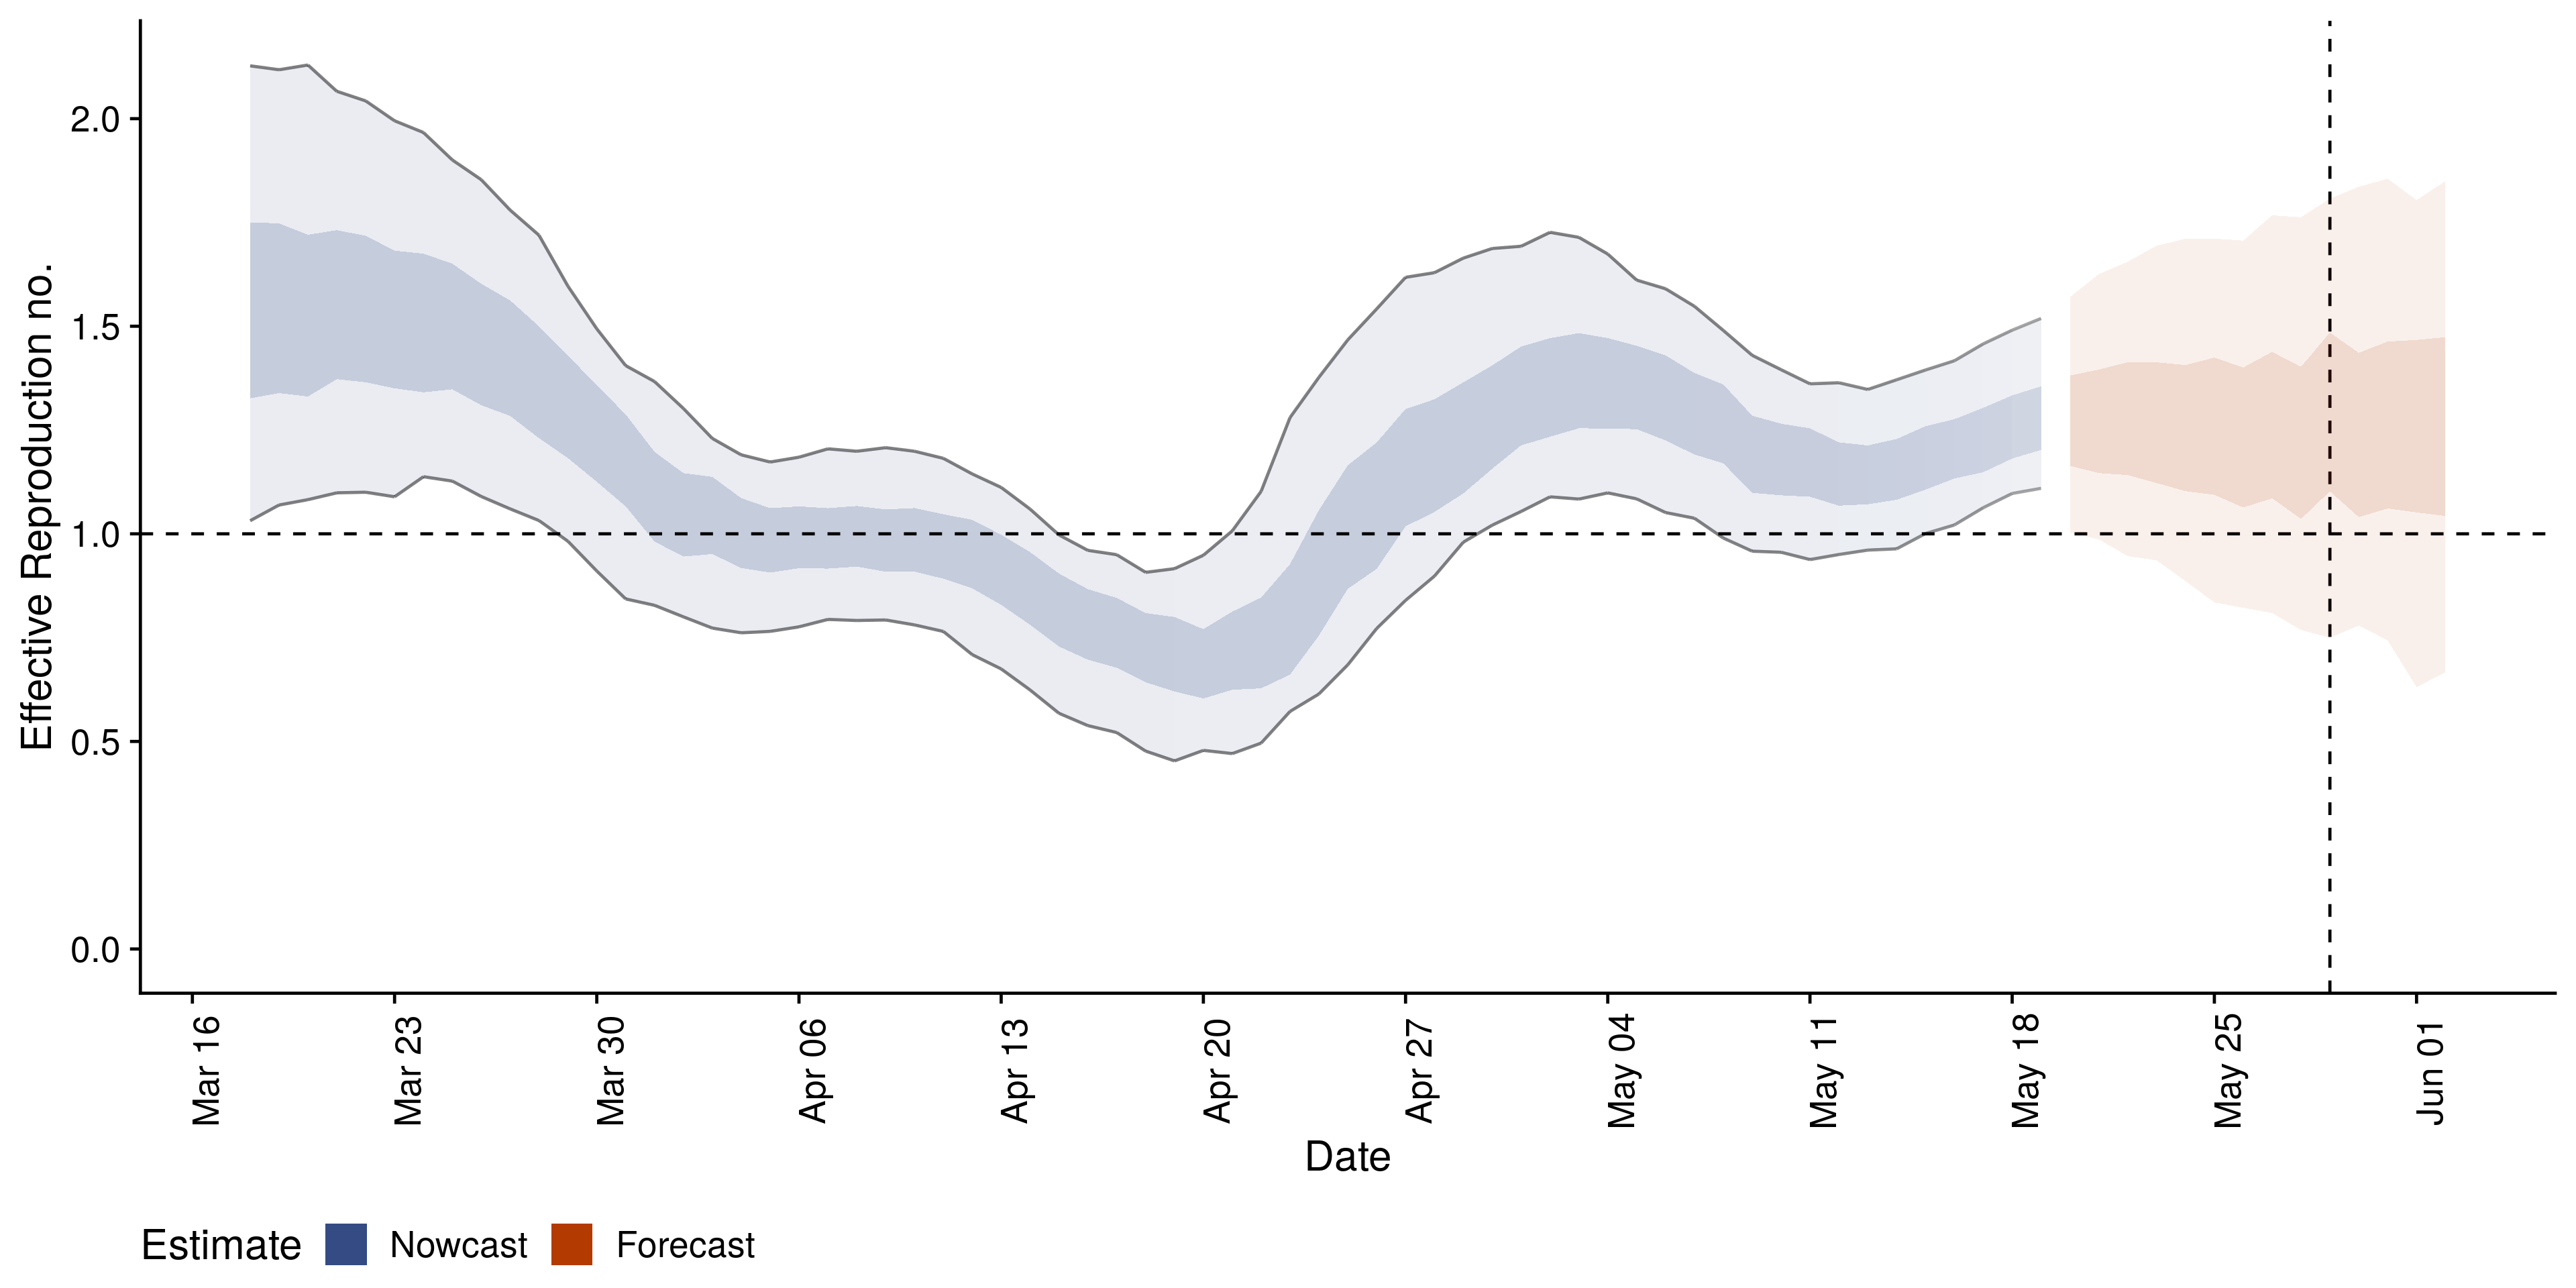 Effective Reproduction no.
2.0
1.5
1.0
0.5
0.0
Mar 16
Mar 23
Mar 30
Apr 06
Apr 13
Apr 20
Apr 27
May 04
May 11
May 18
May 25
Jun 01
Date
Estimate Nowcast Forecast